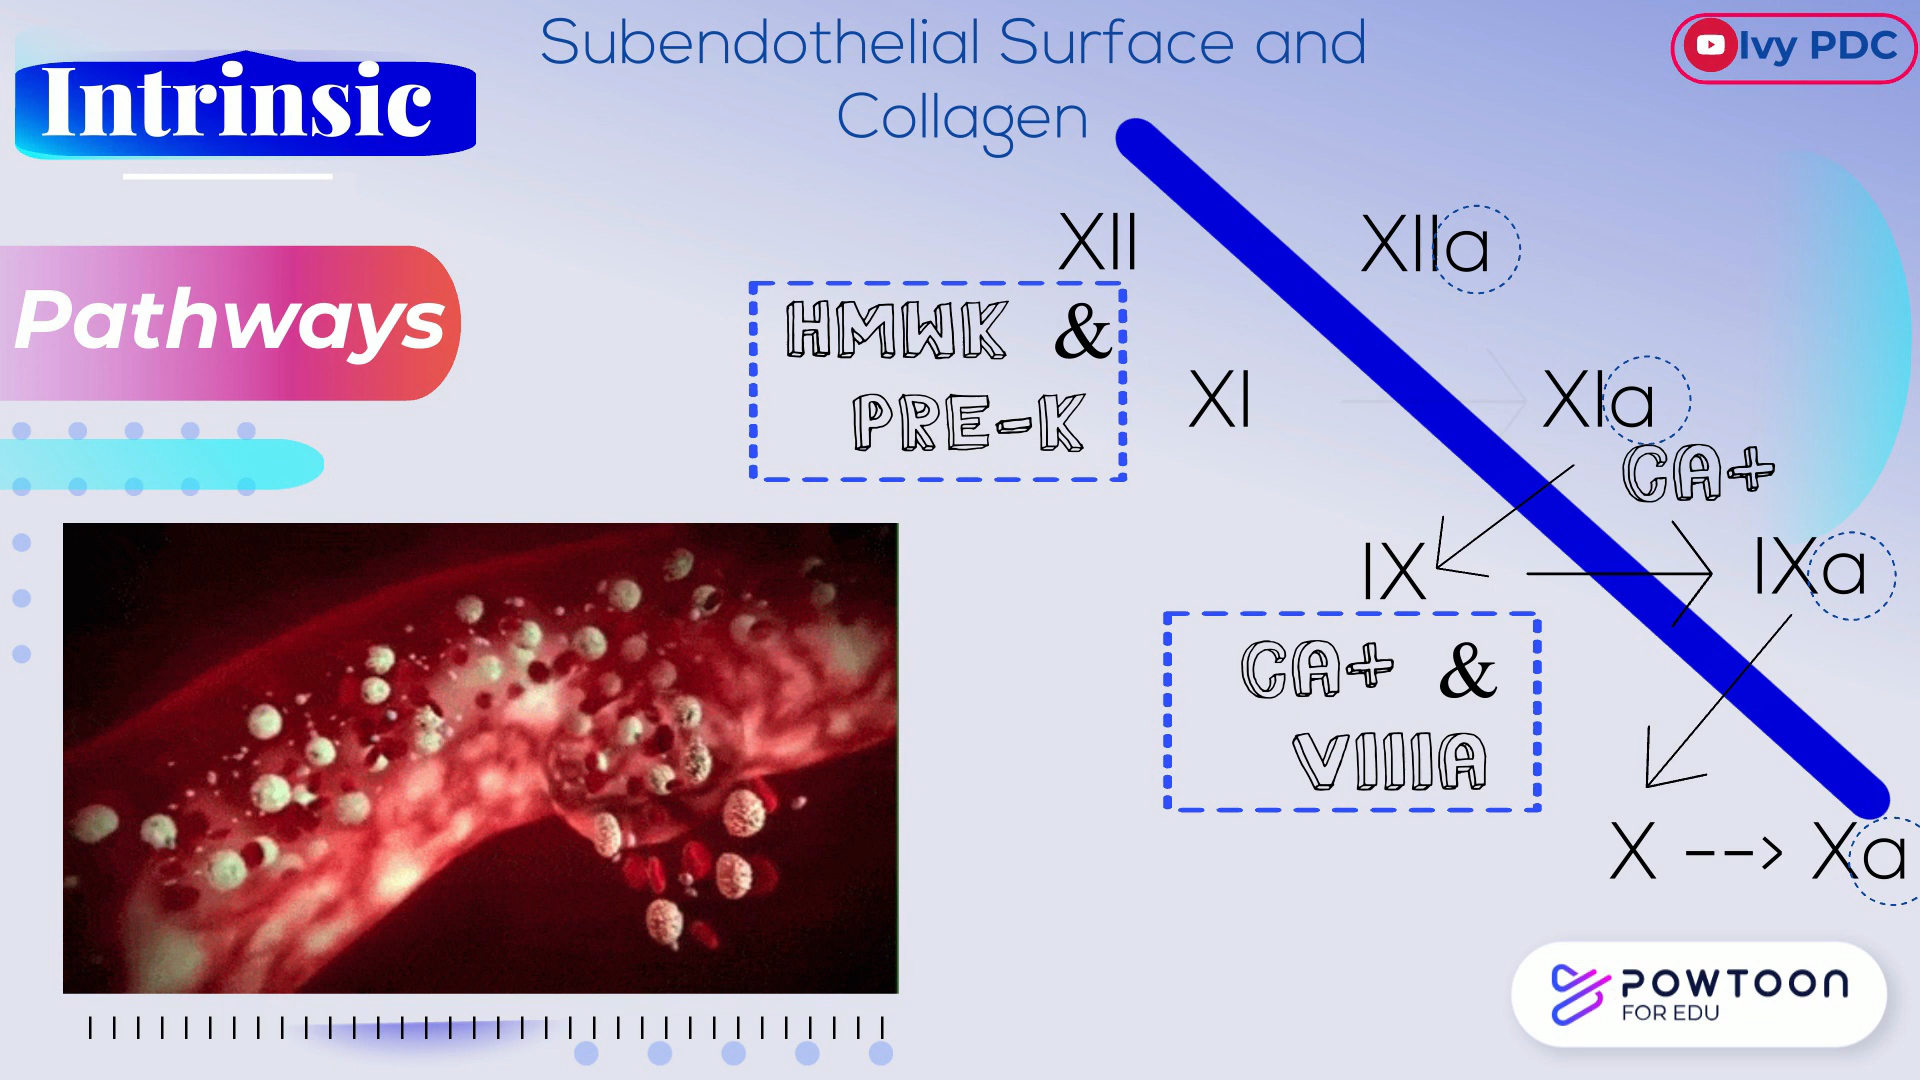 Subendothelial Surface and
Collagen
Ivy PDC
Intrinsic
Pathways
XII
XIIa
HMWK &
PRE-K
XI
XIa
CA+
IX
IXa
CA+ &
VIIIA
X --> Xa
POWTOON
FOR EDU